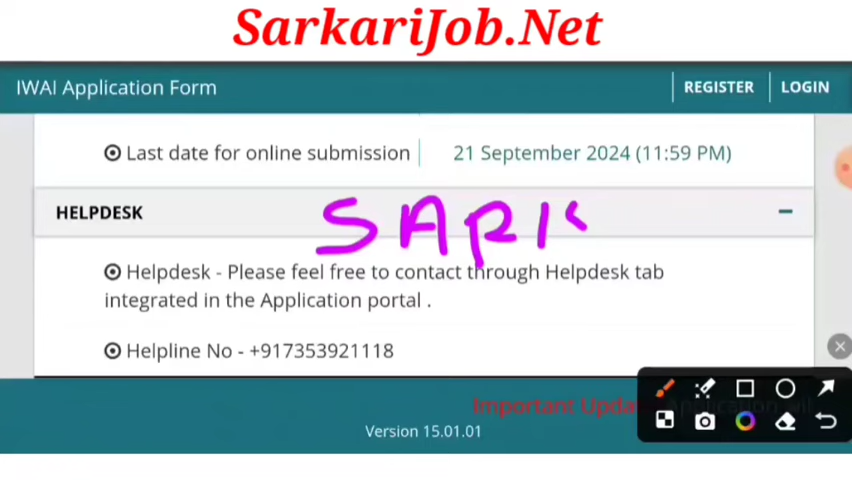 SarkariJob.Net
IWAI Application Form
REGISTER
LOGIN
Last date for online submission
21 September 2024 (11:59 PM)
HELPDESK
SARK
Helpdesk - Please feel free to contact through Helpdesk tab
integrated in the Application portal .
Helpline No - +917353921118
Important
Version 15.01.01